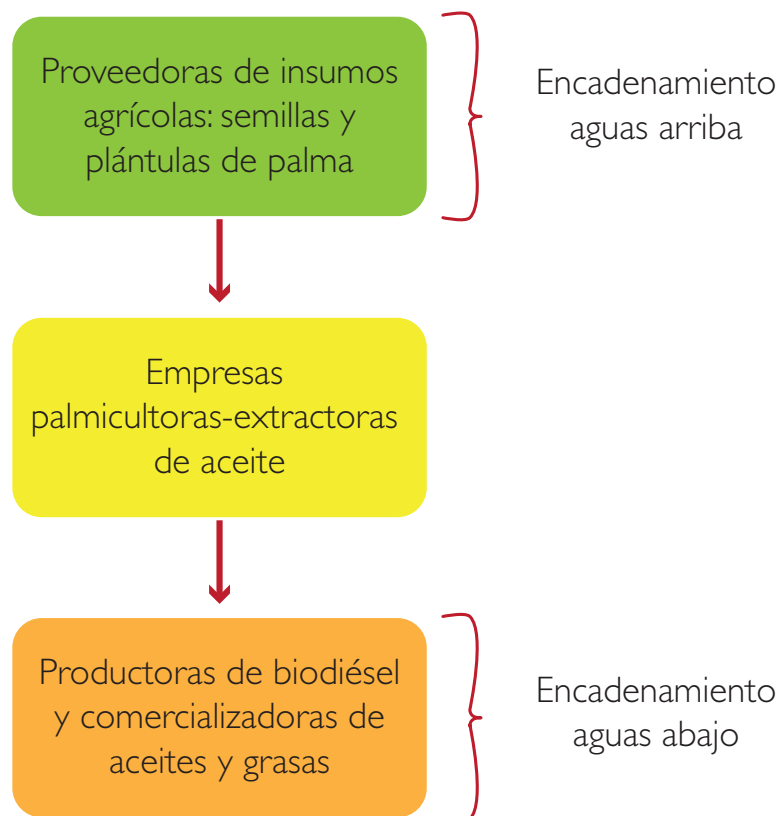 Proveedoras de insumos
agrícolas: semillas y
plántulas de palma
Encadenamiento
aguas arriba
Empresas
palmicultoras-extractoras
de aceite
Productoras de biodiésel
y comercializadoras de
aceites y grasas
Encadenamiento
aguas abajo